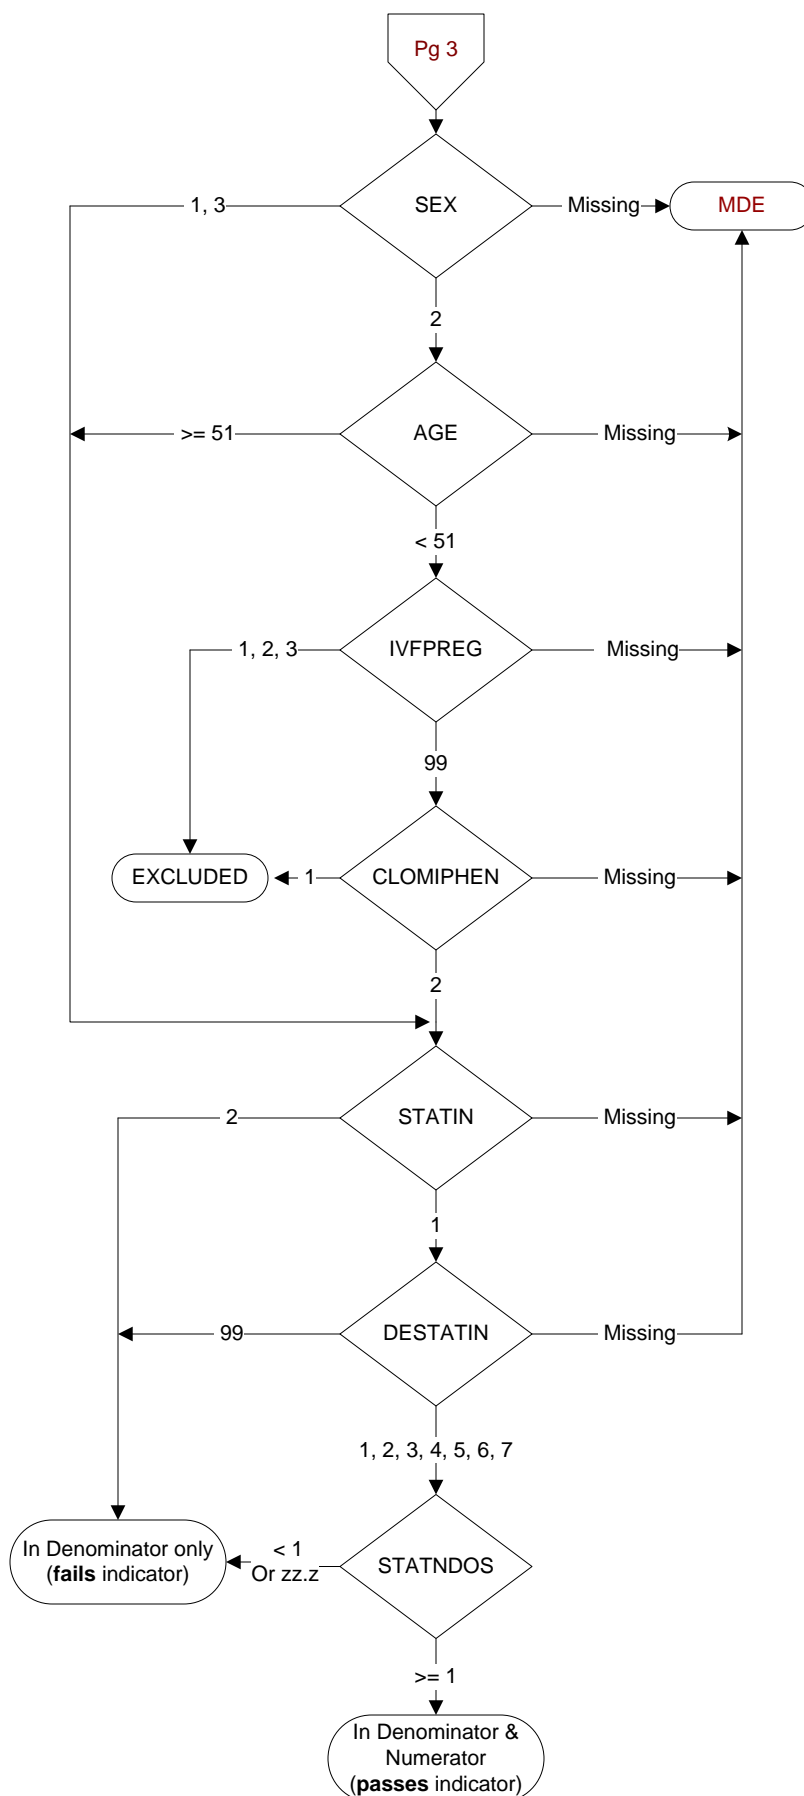 Pg 3
SEX
1, 3
Missing
MDE
2
AGE
>= 51
Missing
< 51
IVFPREG
1, 2, 3
Missing
99
CLOMIPHEN
EXCLUDED
1
Missing
2
STATIN
2
Missing
1
DESTATIN
99
Missing
1, 2, 3, 4, 5, 6, 7
STATNDOS
< 1
Or zz.z
In Denominator only
(fails indicator)
>= 1
In Denominator &
Numerator
(passes indicator)